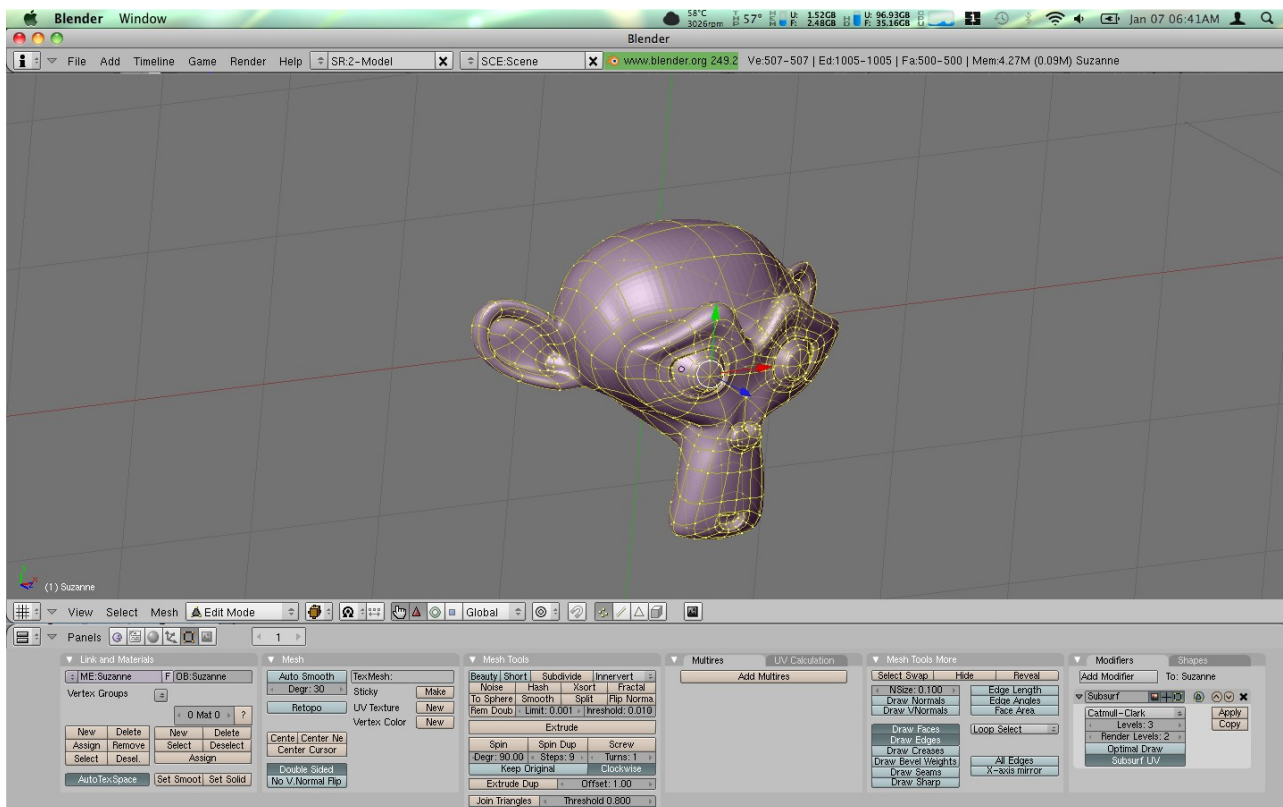 Blender Window 58°C 3026rpm 57° U: 1.52GB F: 2.48GB U: 96.93GB F: 35.16GB 1 Jan 07 06:41AM
Blender
File Add Timeline Game Render Help SR:2-Model X SCE:Scene X www.blender.org 249.2 Ve:507-507 | Ed:1005-1005 | Fa:500-500 | Mem:4.27M (0.09M) Suzanne
(1) Suzanne
View Select Mesh Edit Mode Global
Panels 1
Link and Materials
ME:Suzanne F OB:Suzanne
Vertex Groups
0 Mat 0 ?
New Delete New Delete
Assign Remove Select Deselect
Select Desel. Assign
AutoTexSpace Set Smoot Set Solid
Mesh
Auto Smooth TexMesh:
Degr: 30 Sticky Make
Retopo UV Texture New
Vertex Color New
Cente Center Ne
Center Cursor
Double Sided
No V.Normal Flip
Mesh Tools
Beauty Short Subdivide Innervert
Noise Hash Xsort Fractal
To Sphere Smooth Split Flip Norma
Rem Doub Limit: 0.001 hreshold: 0.010
Extrude
Spin Spin Dup Screw
Degr: 90.00 Steps: 9 Turns: 1
Keep Original Clockwise
Extrude Dup Offset: 1.00
Join Triangles Threshold 0.800
Multires UV Calculation
Add Multires
Mesh Tools More
Select Swap Hide Reveal
NSize: 0.100 Edge Length
Draw Normals Edge Angles
Draw VNormals Face Area
Draw Faces Loop Select
Draw Edges
Draw Creases
Draw Bevel Weights All Edges
Draw Seams X-axis mirror
Draw Sharp
Modifiers Shapes
Add Modifier To: Suzanne
Subsurf
Catmull-Clark Apply
Levels: 3 Copy
Render Levels: 2
Optimal Draw
Subsurf UV